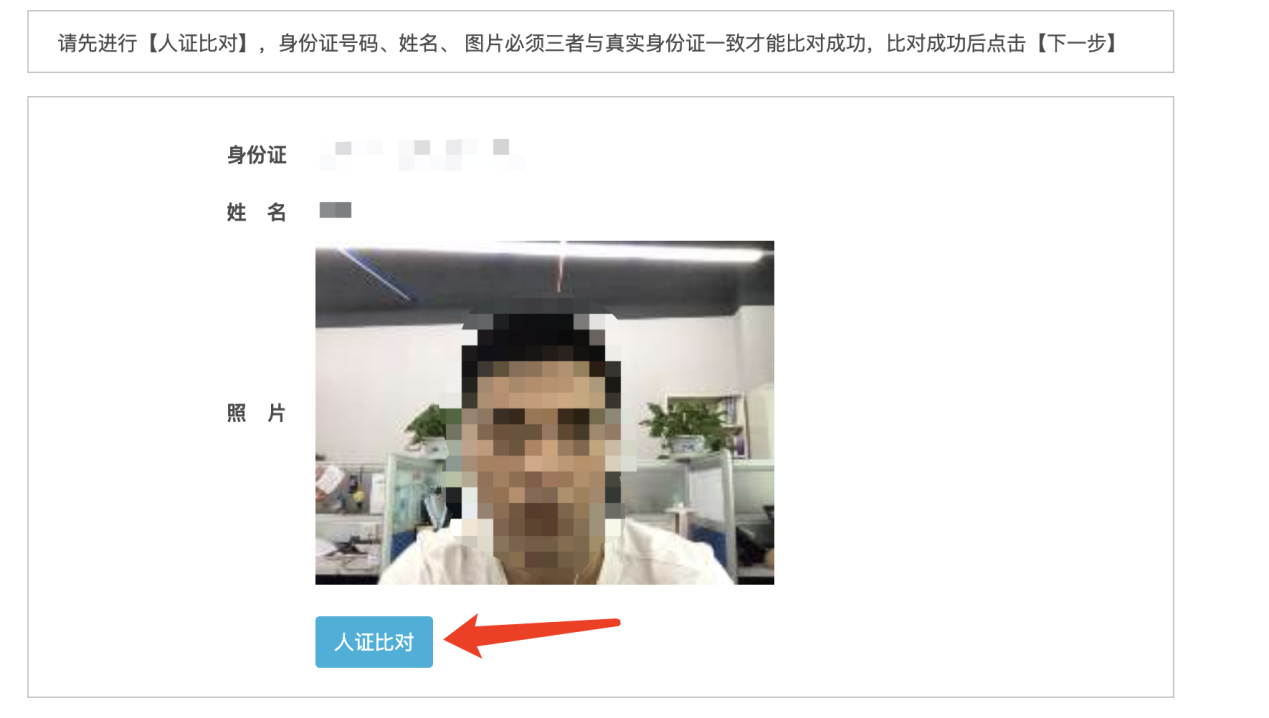 请先进行【人证比对】，身份证号码、姓名、 图片必须三者与真实身份证一致才能比对成功，比对成功后点击【下一步】
身份证
姓 名
照 片
人证比对